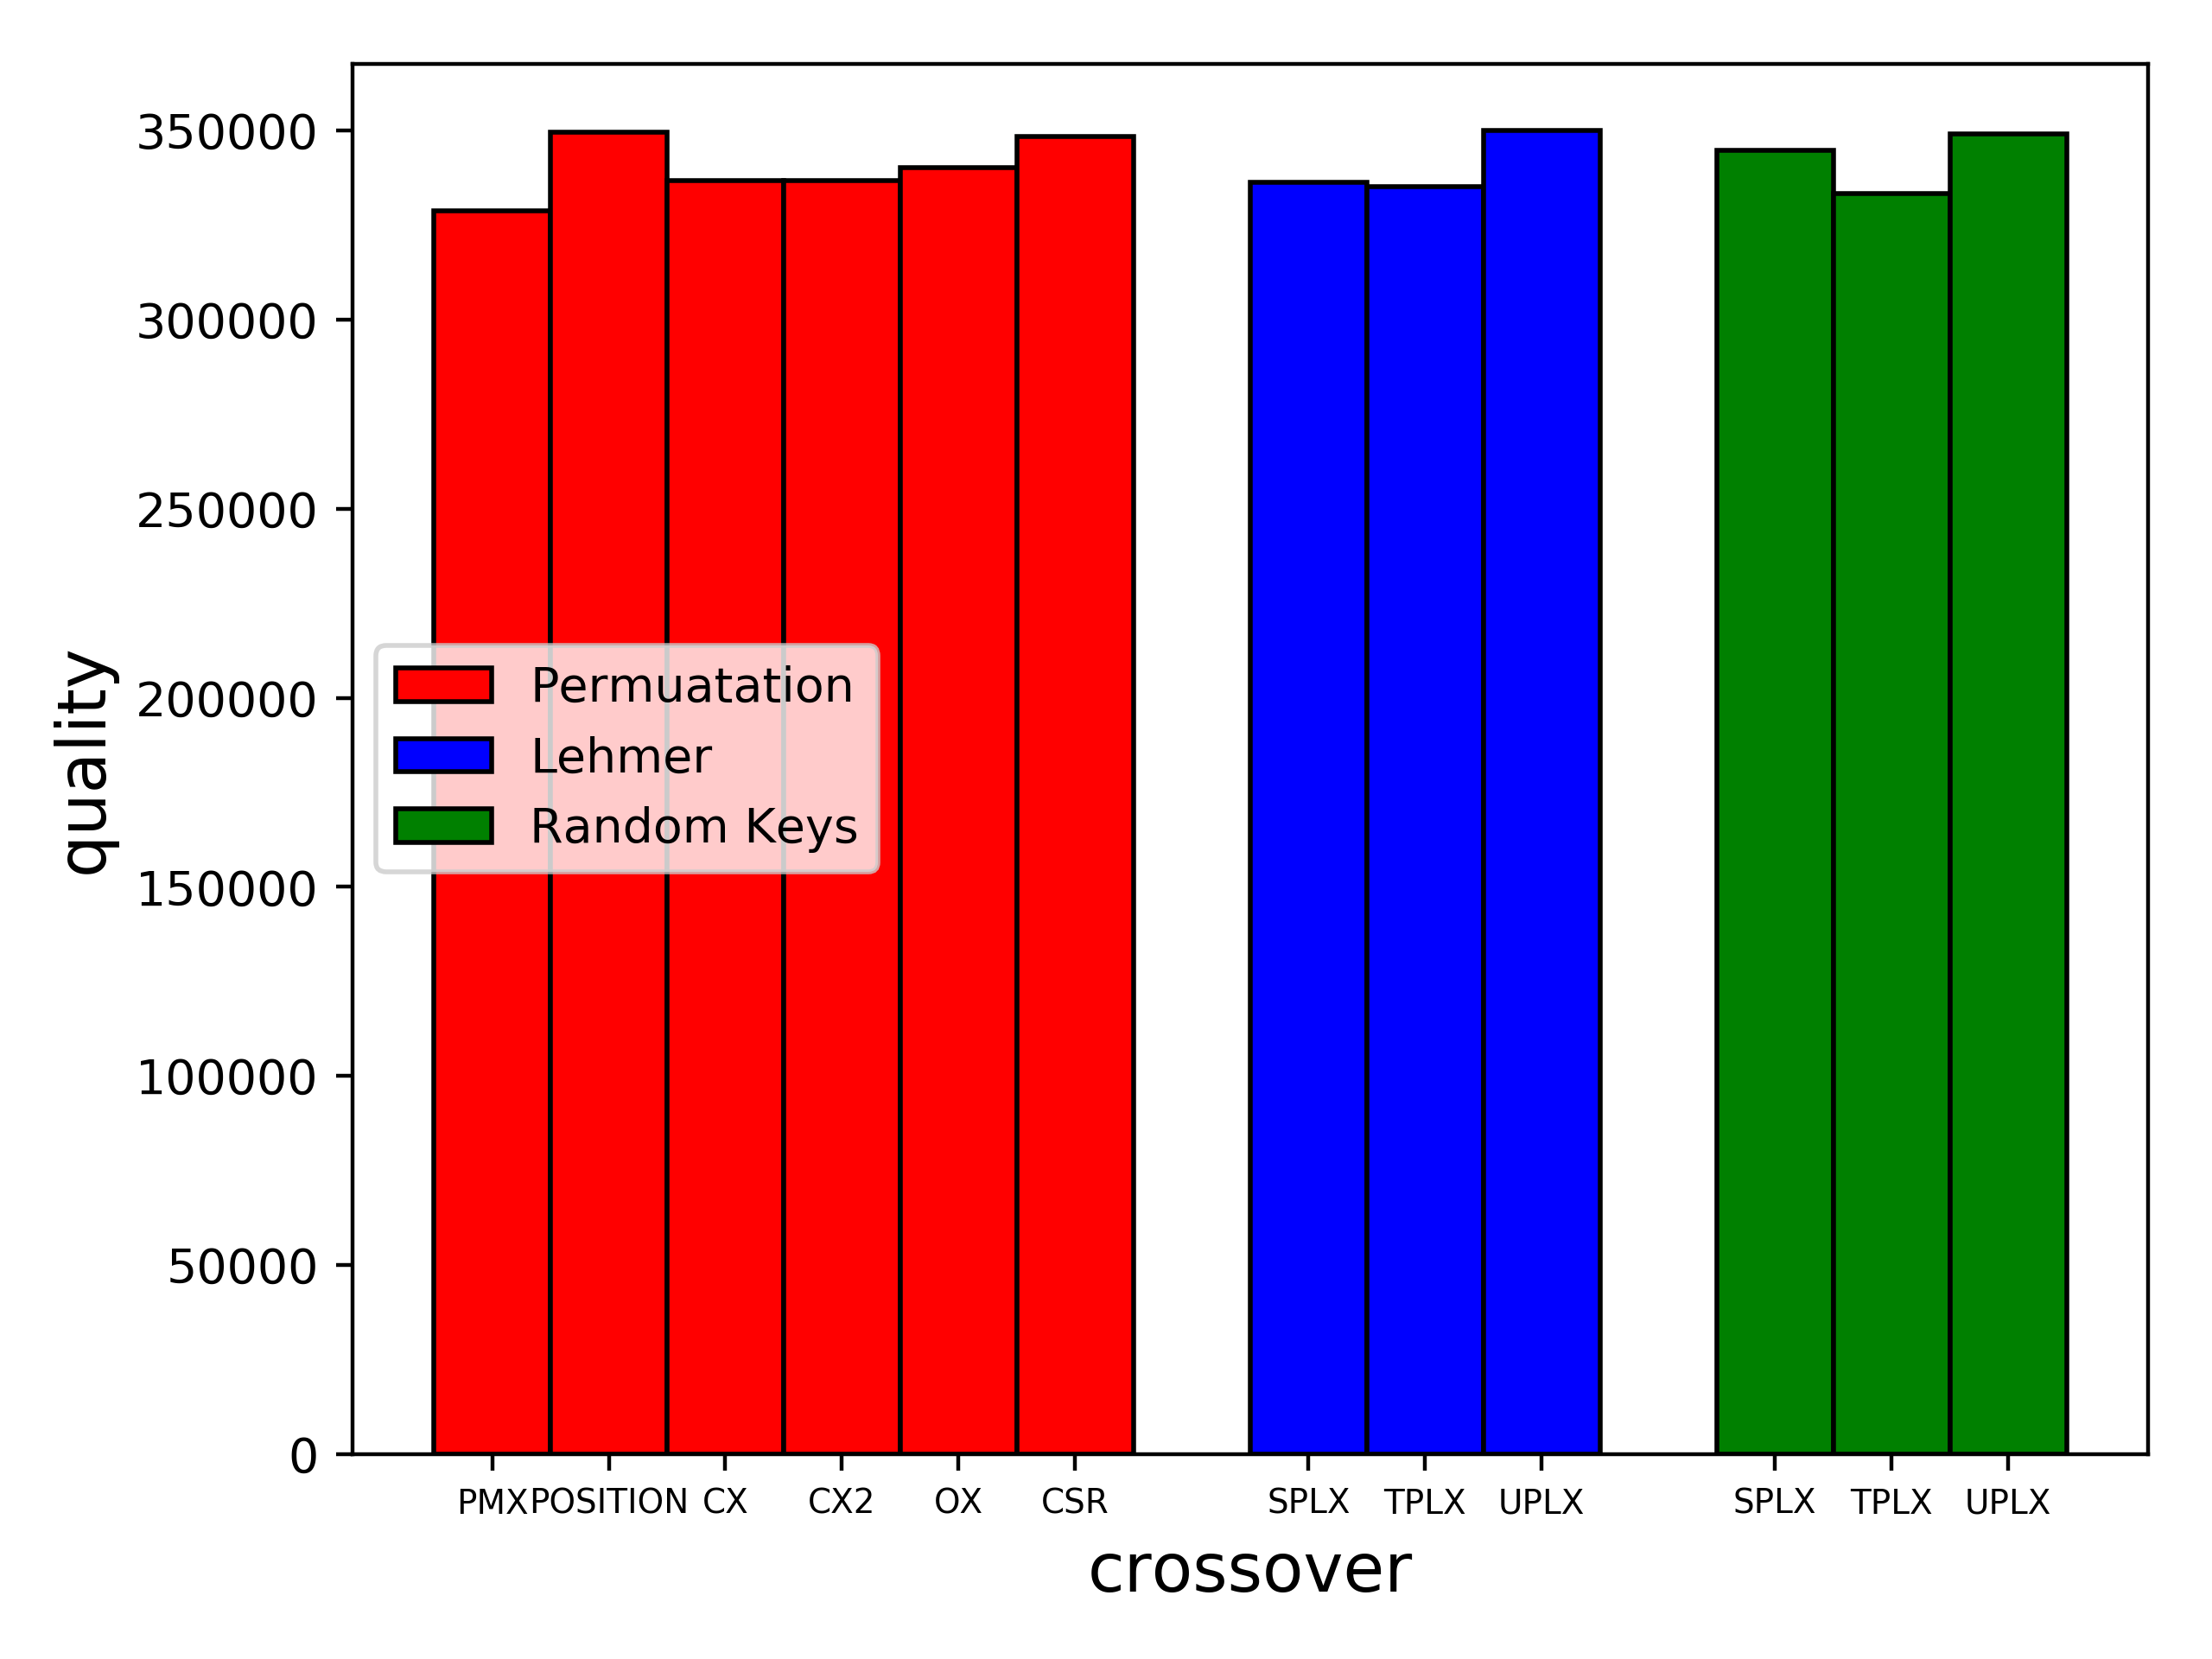 quality
350000
300000
250000
200000
150000
100000
50000
0
Permuatation
Lehmer
Random Keys
PMX POSITION CX CX2 OX CSR SPLX TPLX UPLX SPLX TPLX UPLX
crossover